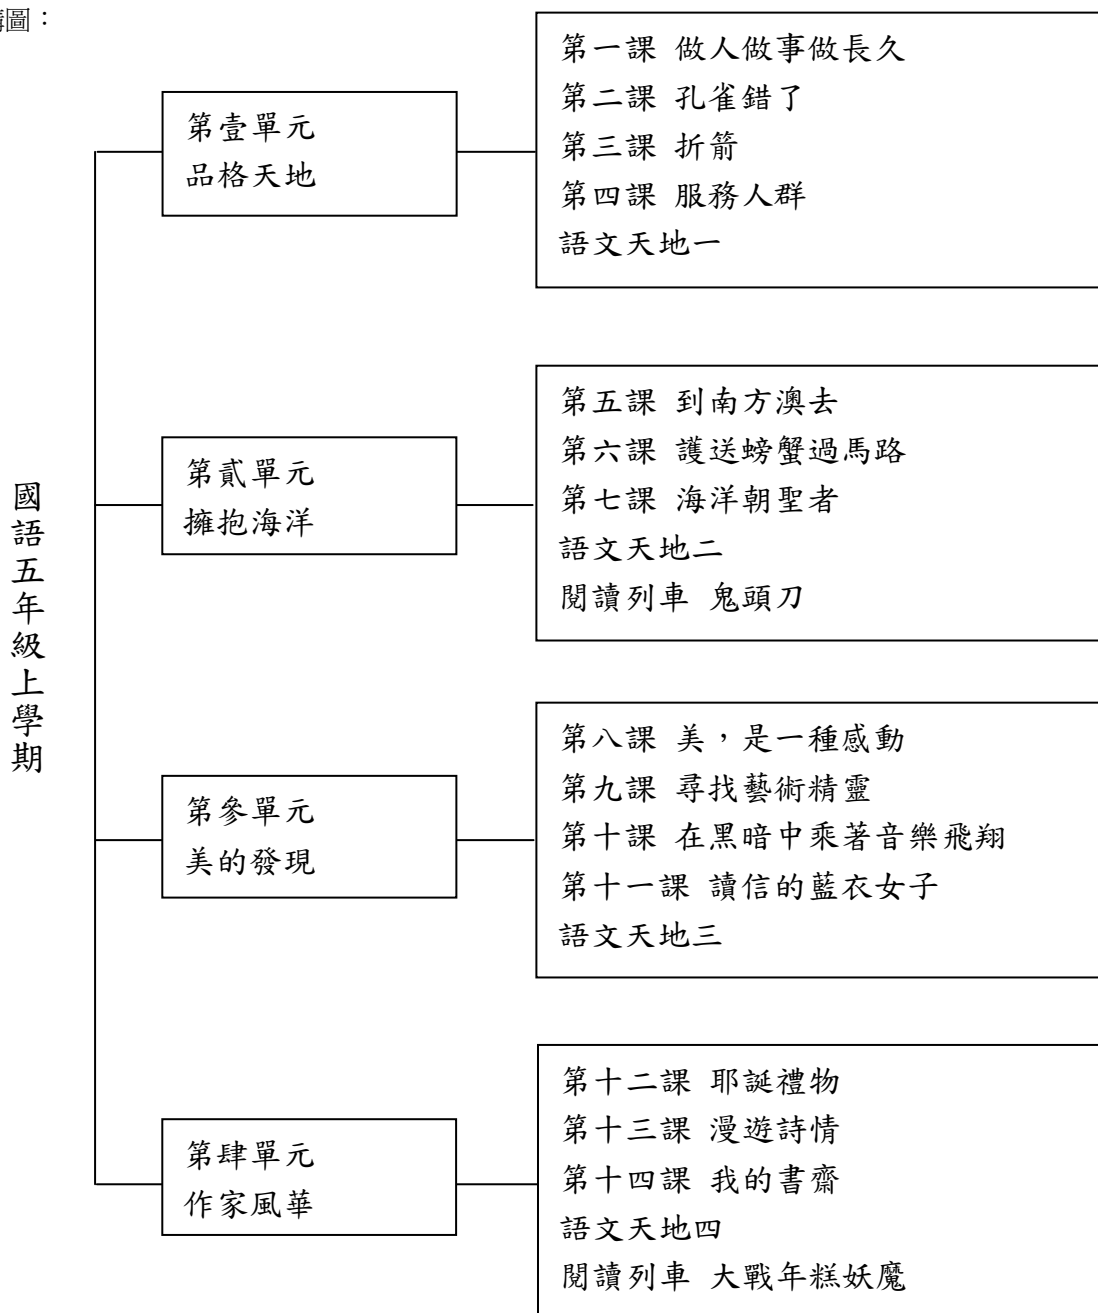 構圖：
國語五年級上學期
第壹單元
品格天地
第一課 做人做事做長久
第二課 孔雀錯了
第三課 折箭
第四課 服務人群
語文天地一
第貳單元
擁抱海洋
第五課 到南方澳去
第六課 護送螃蟹過馬路
第七課 海洋朝聖者
語文天地二
閱讀列車 鬼頭刀
第參單元
美的發現
第八課 美，是一種感動
第九課 尋找藝術精靈
第十課 在黑暗中乘著音樂飛翔
第十一課 讀信的藍衣女子
語文天地三
第肆單元
作家風華
第十二課 耶誕禮物
第十三課 漫遊詩情
第十四課 我的書齋
語文天地四
閱讀列車 大戰年糕妖魔